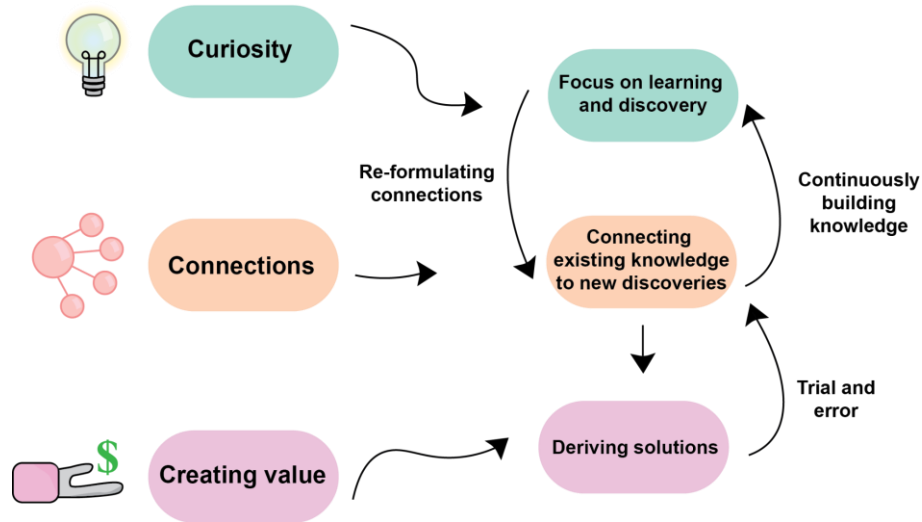 Curiosity
Focus on learning
and discovery
Re-formulating
connections
Continuously
building
knowledge
Connections
Connecting
existing knowledge
to new discoveries
Trial and
error
$
Creating value
Deriving solutions